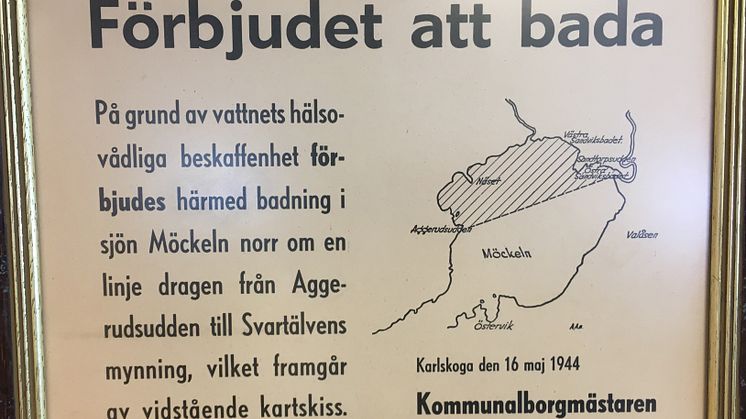 Förbjudet att bada
På grund av vattnets hälso-
vådliga beskaffenhet för-
bjudes härmed badning i
sjön Möckeln norr om en
linje dragen från Agge-
rudsudden till Svartälvens
mynning, vilket framgår
av vidstående kartskiss.
Västra
Sandviksbadet.
Sandtorpsudden
Östra
Sandviksbadet.
Näset
Aggerudsudden
Valåsen
Möckeln
Östervik
Karlskoga den 16 maj 1944
Kommunalborgmästaren